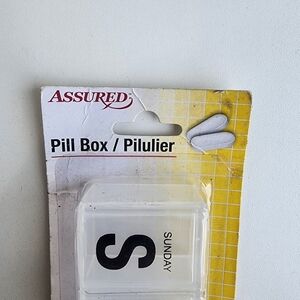 ASSURED
Pill Box / Pilulier
S
SUNDAY